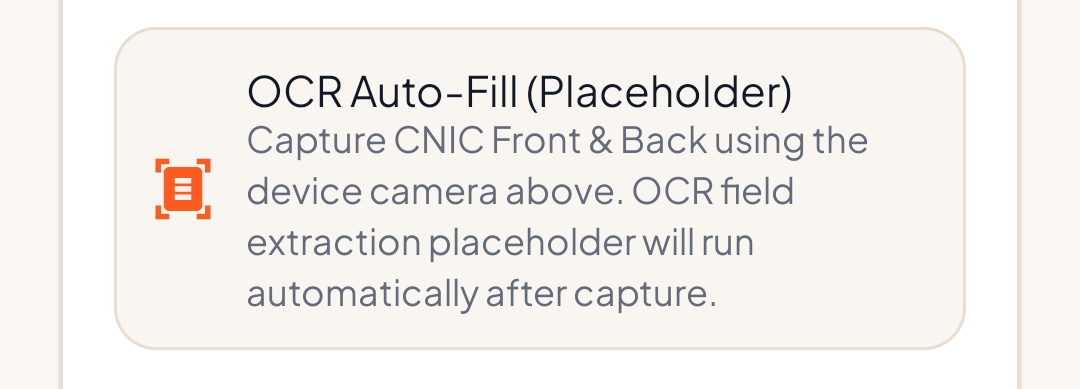 OCR Auto-Fill (Placeholder)
Capture CNIC Front & Back using the
device camera above. OCR field
extraction placeholder will run
automatically after capture.